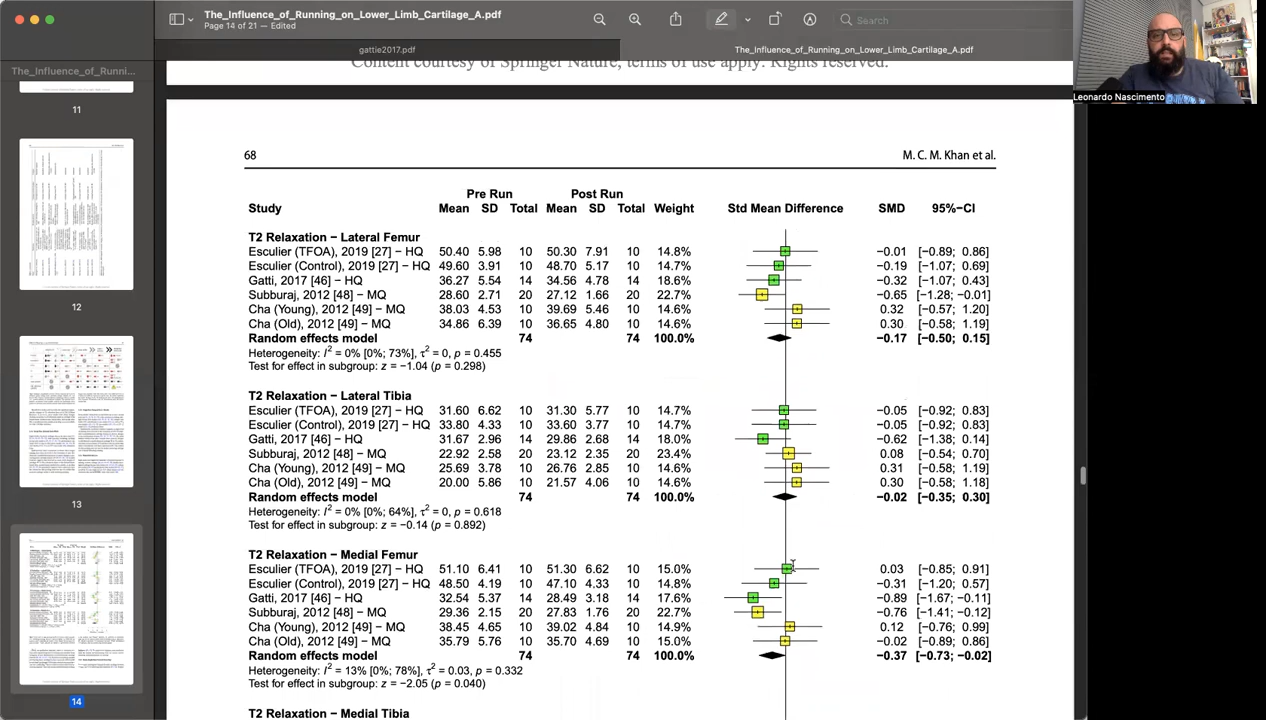 The_Influence_of_Running_on_Lower_Limb_Cartilage_A.pdf
Page 14 of 21 – Edited
Search
gattie2017.pdf
The_Influence_of_Running_on_Lower_Limb_Cartilage_A.pdf
The_Influence_of_Runni...
11
12
13
14
Leonardo Nascimento
Content courtesy of Springer Nature, terms of use apply. Rights reserved.
68 M. C. M. Khan et al.
Pre Run Post Run
Study Mean SD Total Mean SD Total Weight Std Mean Difference SMD 95%−CI
T2 Relaxation − Lateral Femur
Esculier (TFOA), 2019 [27] − HQ 50.40 5.98 10 50.30 7.91 10 14.8% −0.01 [−0.89; 0.86]
Esculier (Control), 2019 [27] − HQ 49.60 3.91 10 48.70 5.17 10 14.7% −0.19 [−1.07; 0.69]
Gatti, 2017 [46] − HQ 36.27 5.54 14 34.56 4.78 14 18.6% −0.32 [−1.07; 0.43]
Subburaj, 2012 [48] − MQ 28.60 2.71 20 27.12 1.66 20 22.7% −0.65 [−1.28; −0.01]
Cha (Young), 2012 [49] − MQ 38.03 4.53 10 39.69 5.46 10 14.6% 0.32 [−0.57; 1.20]
Cha (Old), 2012 [49] − MQ 34.86 6.39 10 36.65 4.80 10 14.6% 0.30 [−0.58; 1.19]
Random effects model 74 74 100.0% −0.17 [−0.50; 0.15]
Heterogeneity: I² = 0% [0%; 73%], τ² = 0, p = 0.455
Test for effect in subgroup: z = −1.04 (p = 0.298)
T2 Relaxation − Lateral Tibia
Esculier (TFOA), 2019 [27] − HQ 31.60 5.62 10 31.30 5.77 10 14.7% −0.05 [−0.92; 0.83]
Esculier (Control), 2019 [27] − HQ 33.80 4.33 10 33.60 3.77 10 14.7% −0.05 [−0.92; 0.83]
Gatti, 2017 [46] − HQ 31.67 2.96 14 29.86 2.68 14 18.0% −0.62 [−1.38; 0.14]
Subburaj, 2012 [48] − MQ 22.92 2.58 20 23.12 2.35 20 23.4% 0.08 [−0.54; 0.70]
Cha (Young), 2012 [49] − MQ 25.69 3.76 10 26.76 2.85 10 14.6% 0.31 [−0.58; 1.19]
Cha (Old), 2012 [49] − MQ 20.00 5.86 10 21.57 4.06 10 14.6% 0.30 [−0.58; 1.18]
Random effects model 74 74 100.0% −0.02 [−0.35; 0.30]
Heterogeneity: I² = 0% [0%; 64%], τ² = 0, p = 0.618
Test for effect in subgroup: z = −0.14 (p = 0.892)
T2 Relaxation − Medial Femur
Esculier (TFOA), 2019 [27] − HQ 51.10 6.41 10 51.30 6.62 10 15.0% 0.03 [−0.85; 0.91]
Esculier (Control), 2019 [27] − HQ 48.50 4.19 10 47.10 4.33 10 14.8% −0.31 [−1.20; 0.57]
Gatti, 2017 [46] − HQ 32.54 5.37 14 28.49 3.18 14 17.6% −0.89 [−1.67; −0.11]
Subburaj, 2012 [48] − MQ 29.36 2.15 20 27.83 1.76 20 22.7% −0.76 [−1.41; −0.12]
Cha (Young), 2012 [49] − MQ 38.45 4.65 10 39.02 4.84 10 14.9% 0.12 [−0.76; 0.99]
Cha (Old), 2012 [49] − MQ 35.79 5.76 10 35.70 4.69 10 15.0% −0.02 [−0.89; 0.86]
Random effects model 74 74 100.0% −0.37 [−0.73; −0.02]
Heterogeneity: I² = 13% [0%; 78%], τ² = 0.03, p = 0.332
Test for effect in subgroup: z = −2.05 (p = 0.040)
T2 Relaxation − Medial Tibia